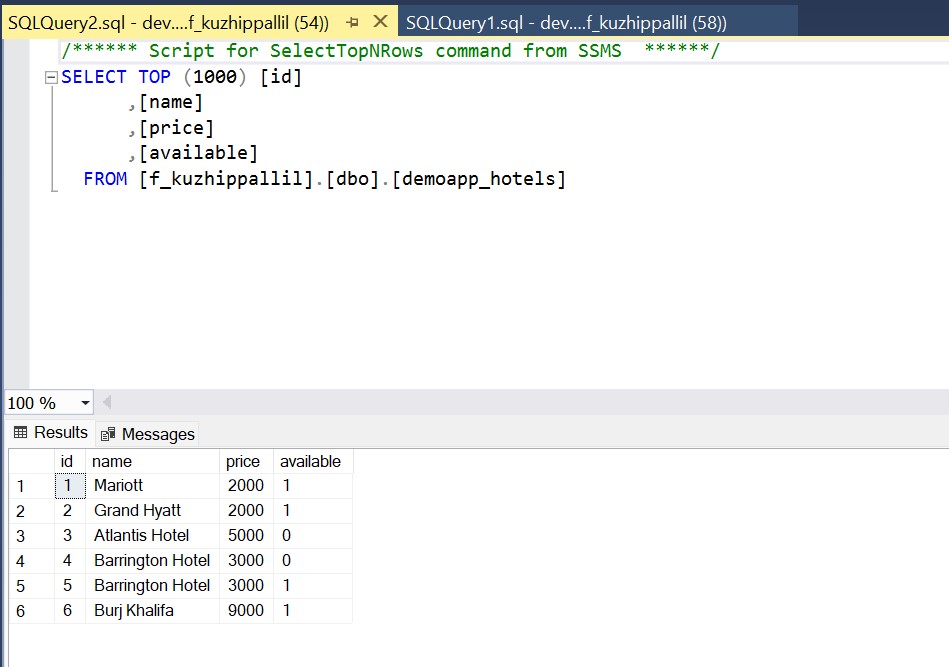 SQLQuery2.sql - dev....f_kuzhippallil (54)) SQLQuery1.sql - dev....f_kuzhippallil (58))
/****** Script for SelectTopNRows command from SSMS ******/
SELECT TOP (1000) [id]
,[name]
,[price]
,[available]
FROM [f_kuzhippallil].[dbo].[demoapp_hotels]
100 %
Results Messages
id name price available
1 1 Mariott 2000 1
2 2 Grand Hyatt 2000 1
3 3 Atlantis Hotel 5000 0
4 4 Barrington Hotel 3000 0
5 5 Barrington Hotel 3000 1
6 6 Burj Khalifa 9000 1